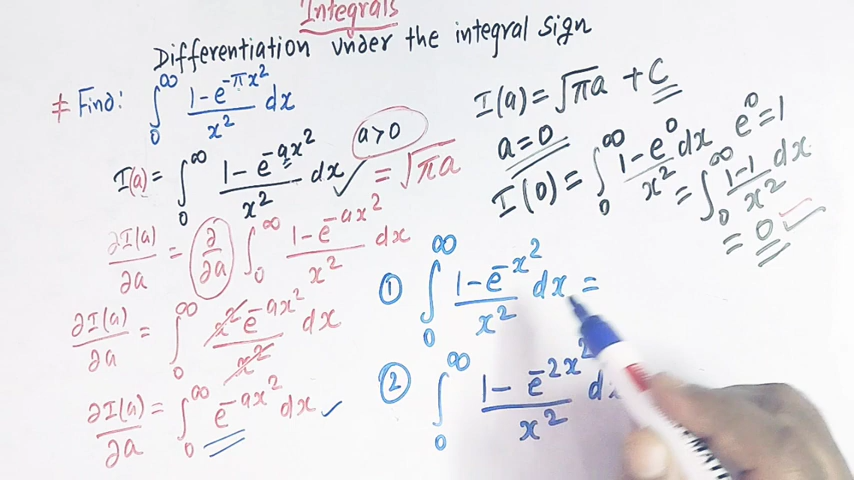 Integrals
Differentiation under the integral sign
≠ Find: ∫₀^∞ (1-e^(-πx²))/x² dx
I(a) = ∫₀^∞ (1-e^(-ax²))/x² dx ✓ = √πa
a>0
∂I(a)/∂a = ∂/∂a ∫₀^∞ (1-e^(-ax²))/x² dx
∂I(a)/∂a = ∫₀^∞ (x² e^(-ax²))/x² dx
∂I(a)/∂a = ∫₀^∞ e^(-ax²) dx ✓
I(a) = √πa + C
a=0
e⁰=1
I(0) = ∫₀^∞ (1-e⁰)/x² dx = ∫₀^∞ (1-1)/x² dx
= 0 ✓
① ∫₀^∞ (1-e^(-x²))/x² dx =
② ∫₀^∞ (1-e^(-2x²))/x² d